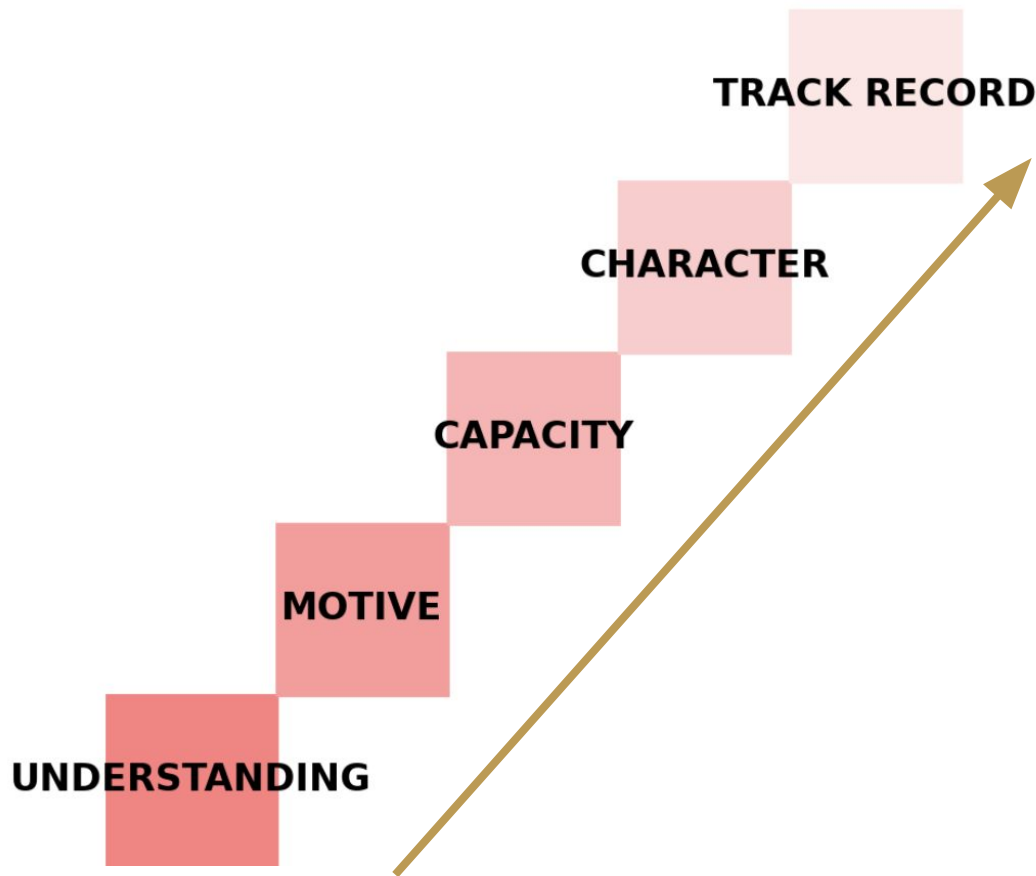 TRACK RECORD
CHARACTER
CAPACITY
MOTIVE
UNDERSTANDING